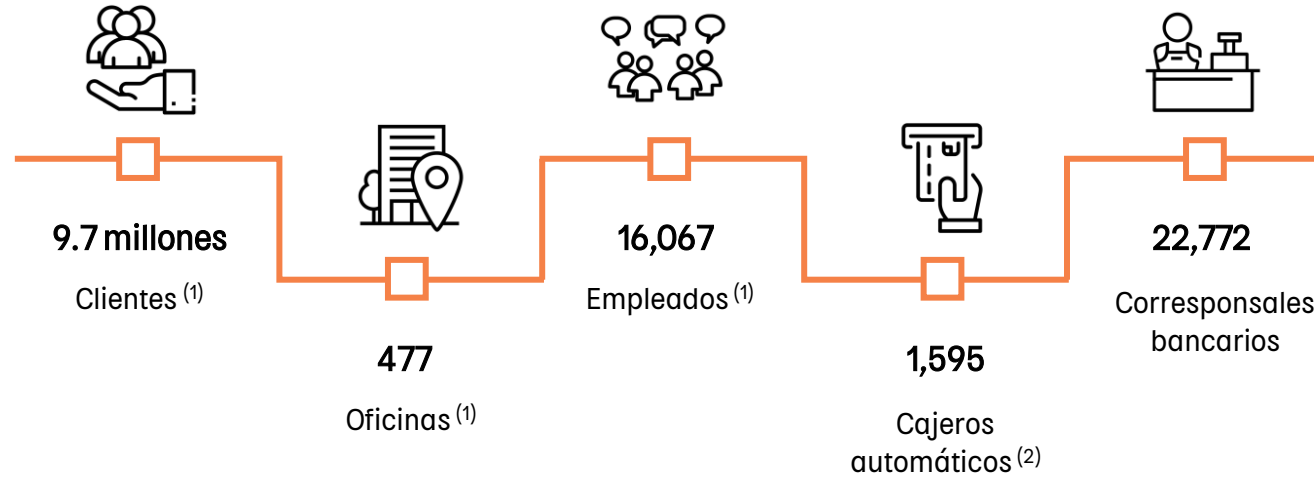 9.7 millones
Clientes (1)
477
Oficinas (1)
16,067
Empleados (1)
1,595
Cajeros
automáticos (2)
22,772
Corresponsales
bancarios